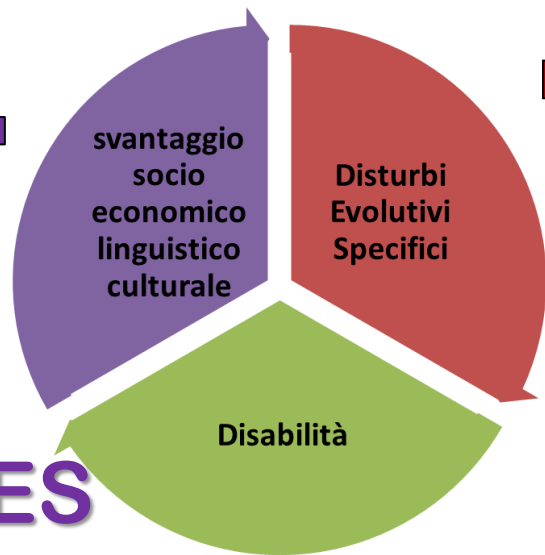 svantaggio
socio
economico
linguistico
culturale
Disturbi
Evolutivi
Specifici
Disabilità
ES